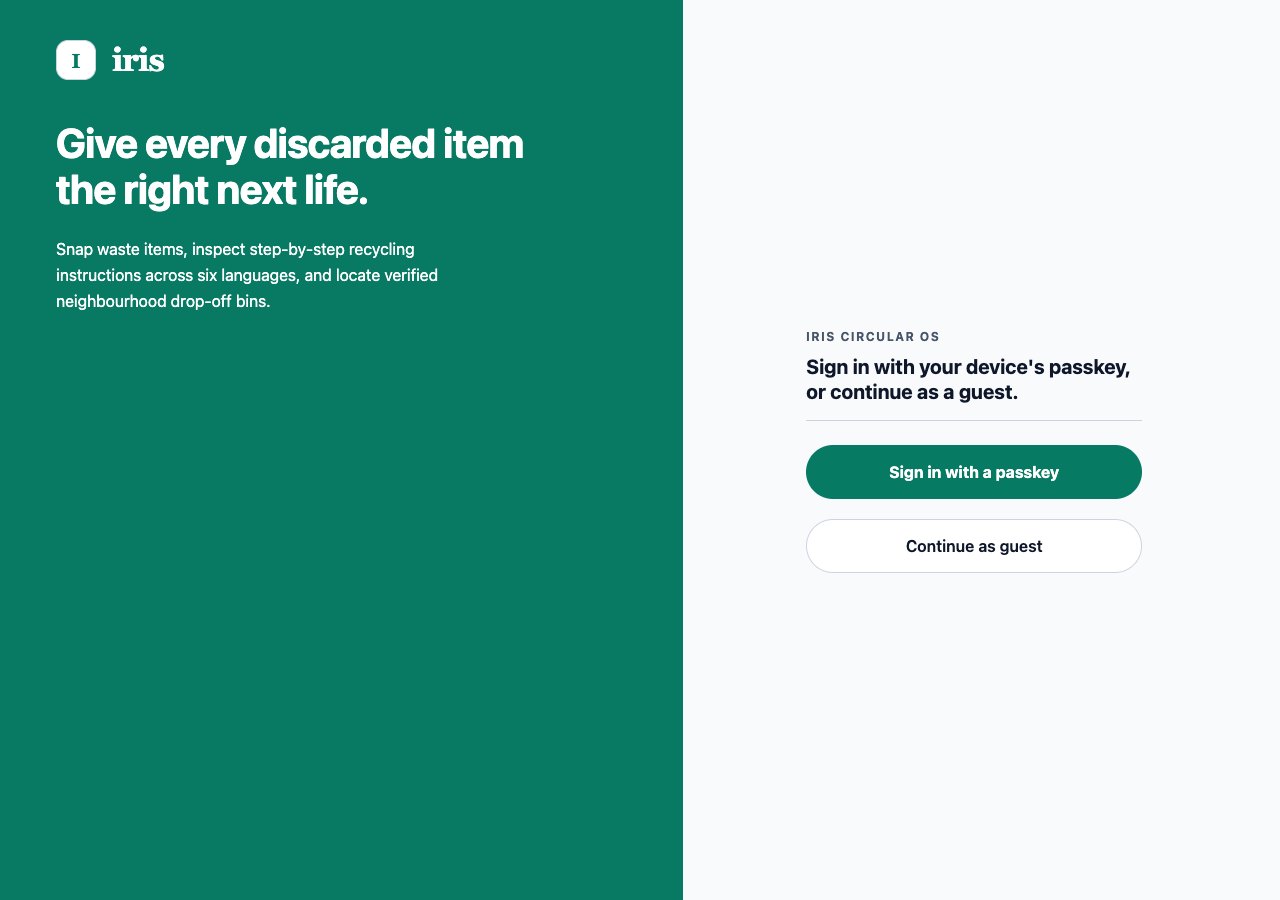 I
iris
Give every discarded item
the right next life.
Snap waste items, inspect step-by-step recycling
instructions across six languages, and locate verified
neighbourhood drop-off bins.
IRIS CIRCULAR OS
Sign in with your device's passkey,
or continue as a guest.
Sign in with a passkey
Continue as guest